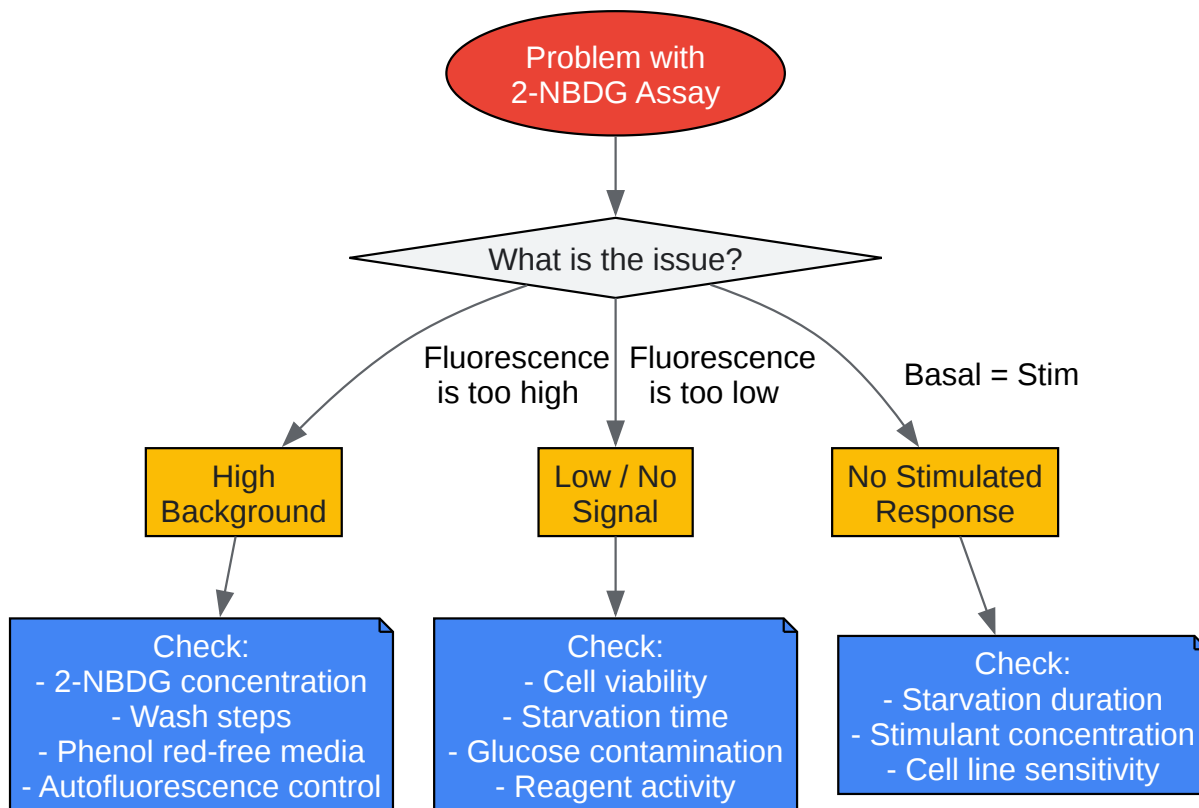 Problem with
2-NBDG Assay
What is the issue?
Fluorescence
is too high
Fluorescence
is too low
Basal = Stim
High
Background
Low / No
Signal
No Stimulated
Response
Check:
- 2-NBDG concentration
- Wash steps
- Phenol red-free media
- Autofluorescence control
Check:
- Cell viability
- Starvation time
- Glucose contamination
- Reagent activity
Check:
- Starvation duration
- Stimulant concentration
- Cell line sensitivity